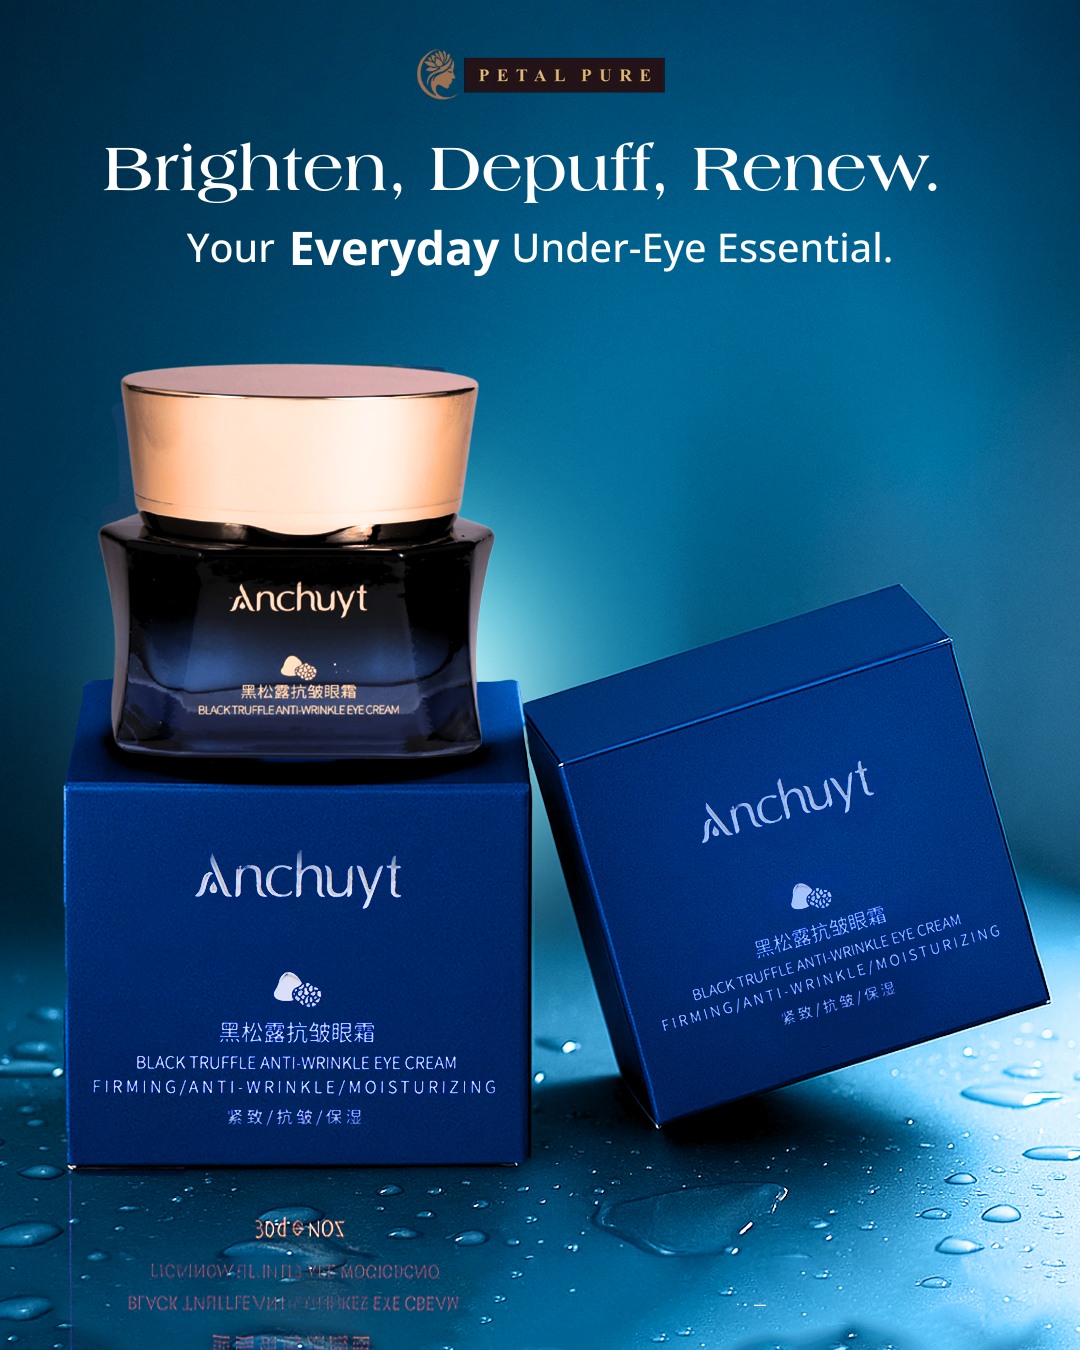 PETAL PURE
Brighten, Depuff, Renew.
Your Everyday Under-Eye Essential.
Anchuyt
黑松露抗皱眼霜
BLACK TRUFFLE ANTI-WRINKLE EYE CREAM
Anchuyt
黑松露抗皱眼霜
BLACK TRUFFLE ANTI-WRINKLE EYE CREAM
FIRMING/ANTI-WRINKLE/MOISTURIZING
紧致/抗皱/保湿
Anchuyt
黑松露抗皱眼霜
BLACK TRUFFLE ANTI-WRINKLE EYE CREAM
FIRMING/ANTI-WRINKLE/MOISTURIZING
紧致/抗皱/保湿